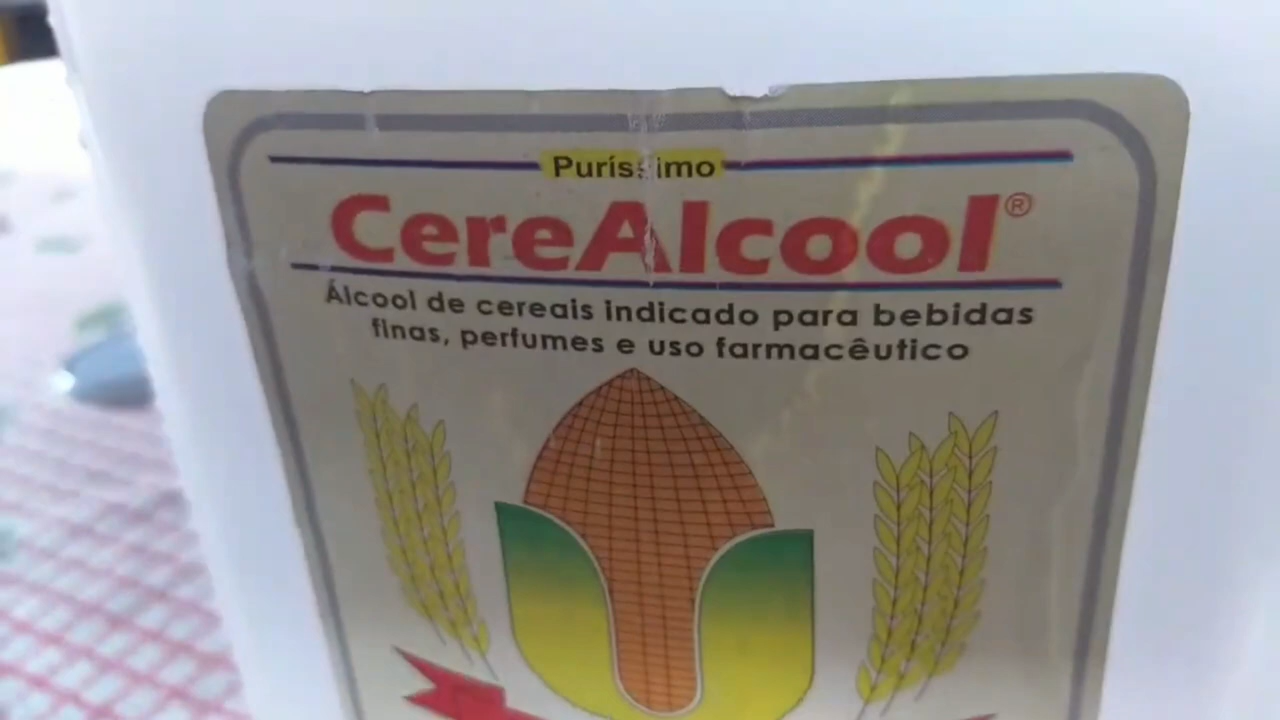 Puríssimo
CereAlcool®
Álcool de cereais indicado para bebidas
finas, perfumes e uso farmacêutico